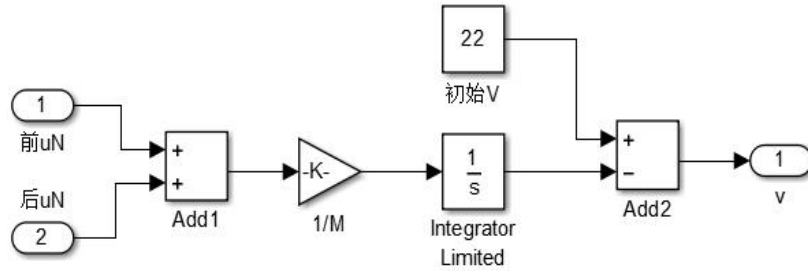 22
初始V
1
前uN
+
+
Add1
后uN
2
-K-
1/M
1
s
Integrator
Limited
+
−
Add2
1
v